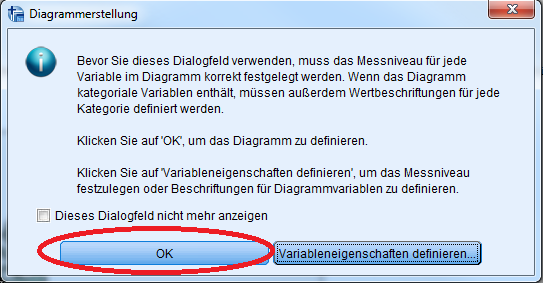 Diagrammerstellung
Bevor Sie dieses Dialogfeld verwenden, muss das Messniveau für jede
Variable im Diagramm korrekt festgelegt werden. Wenn das Diagramm
kategoriale Variablen enthält, müssen außerdem Wertbeschriftungen für jede
Kategorie definiert werden.
Klicken Sie auf 'OK', um das Diagramm zu definieren.
Klicken Sie auf 'Variableneigenschaften definieren', um das Messniveau
festzulegen oder Beschriftungen für Diagrammvariablen zu definieren.
Dieses Dialogfeld nicht mehr anzeigen
OK Variableneigenschaften definieren...